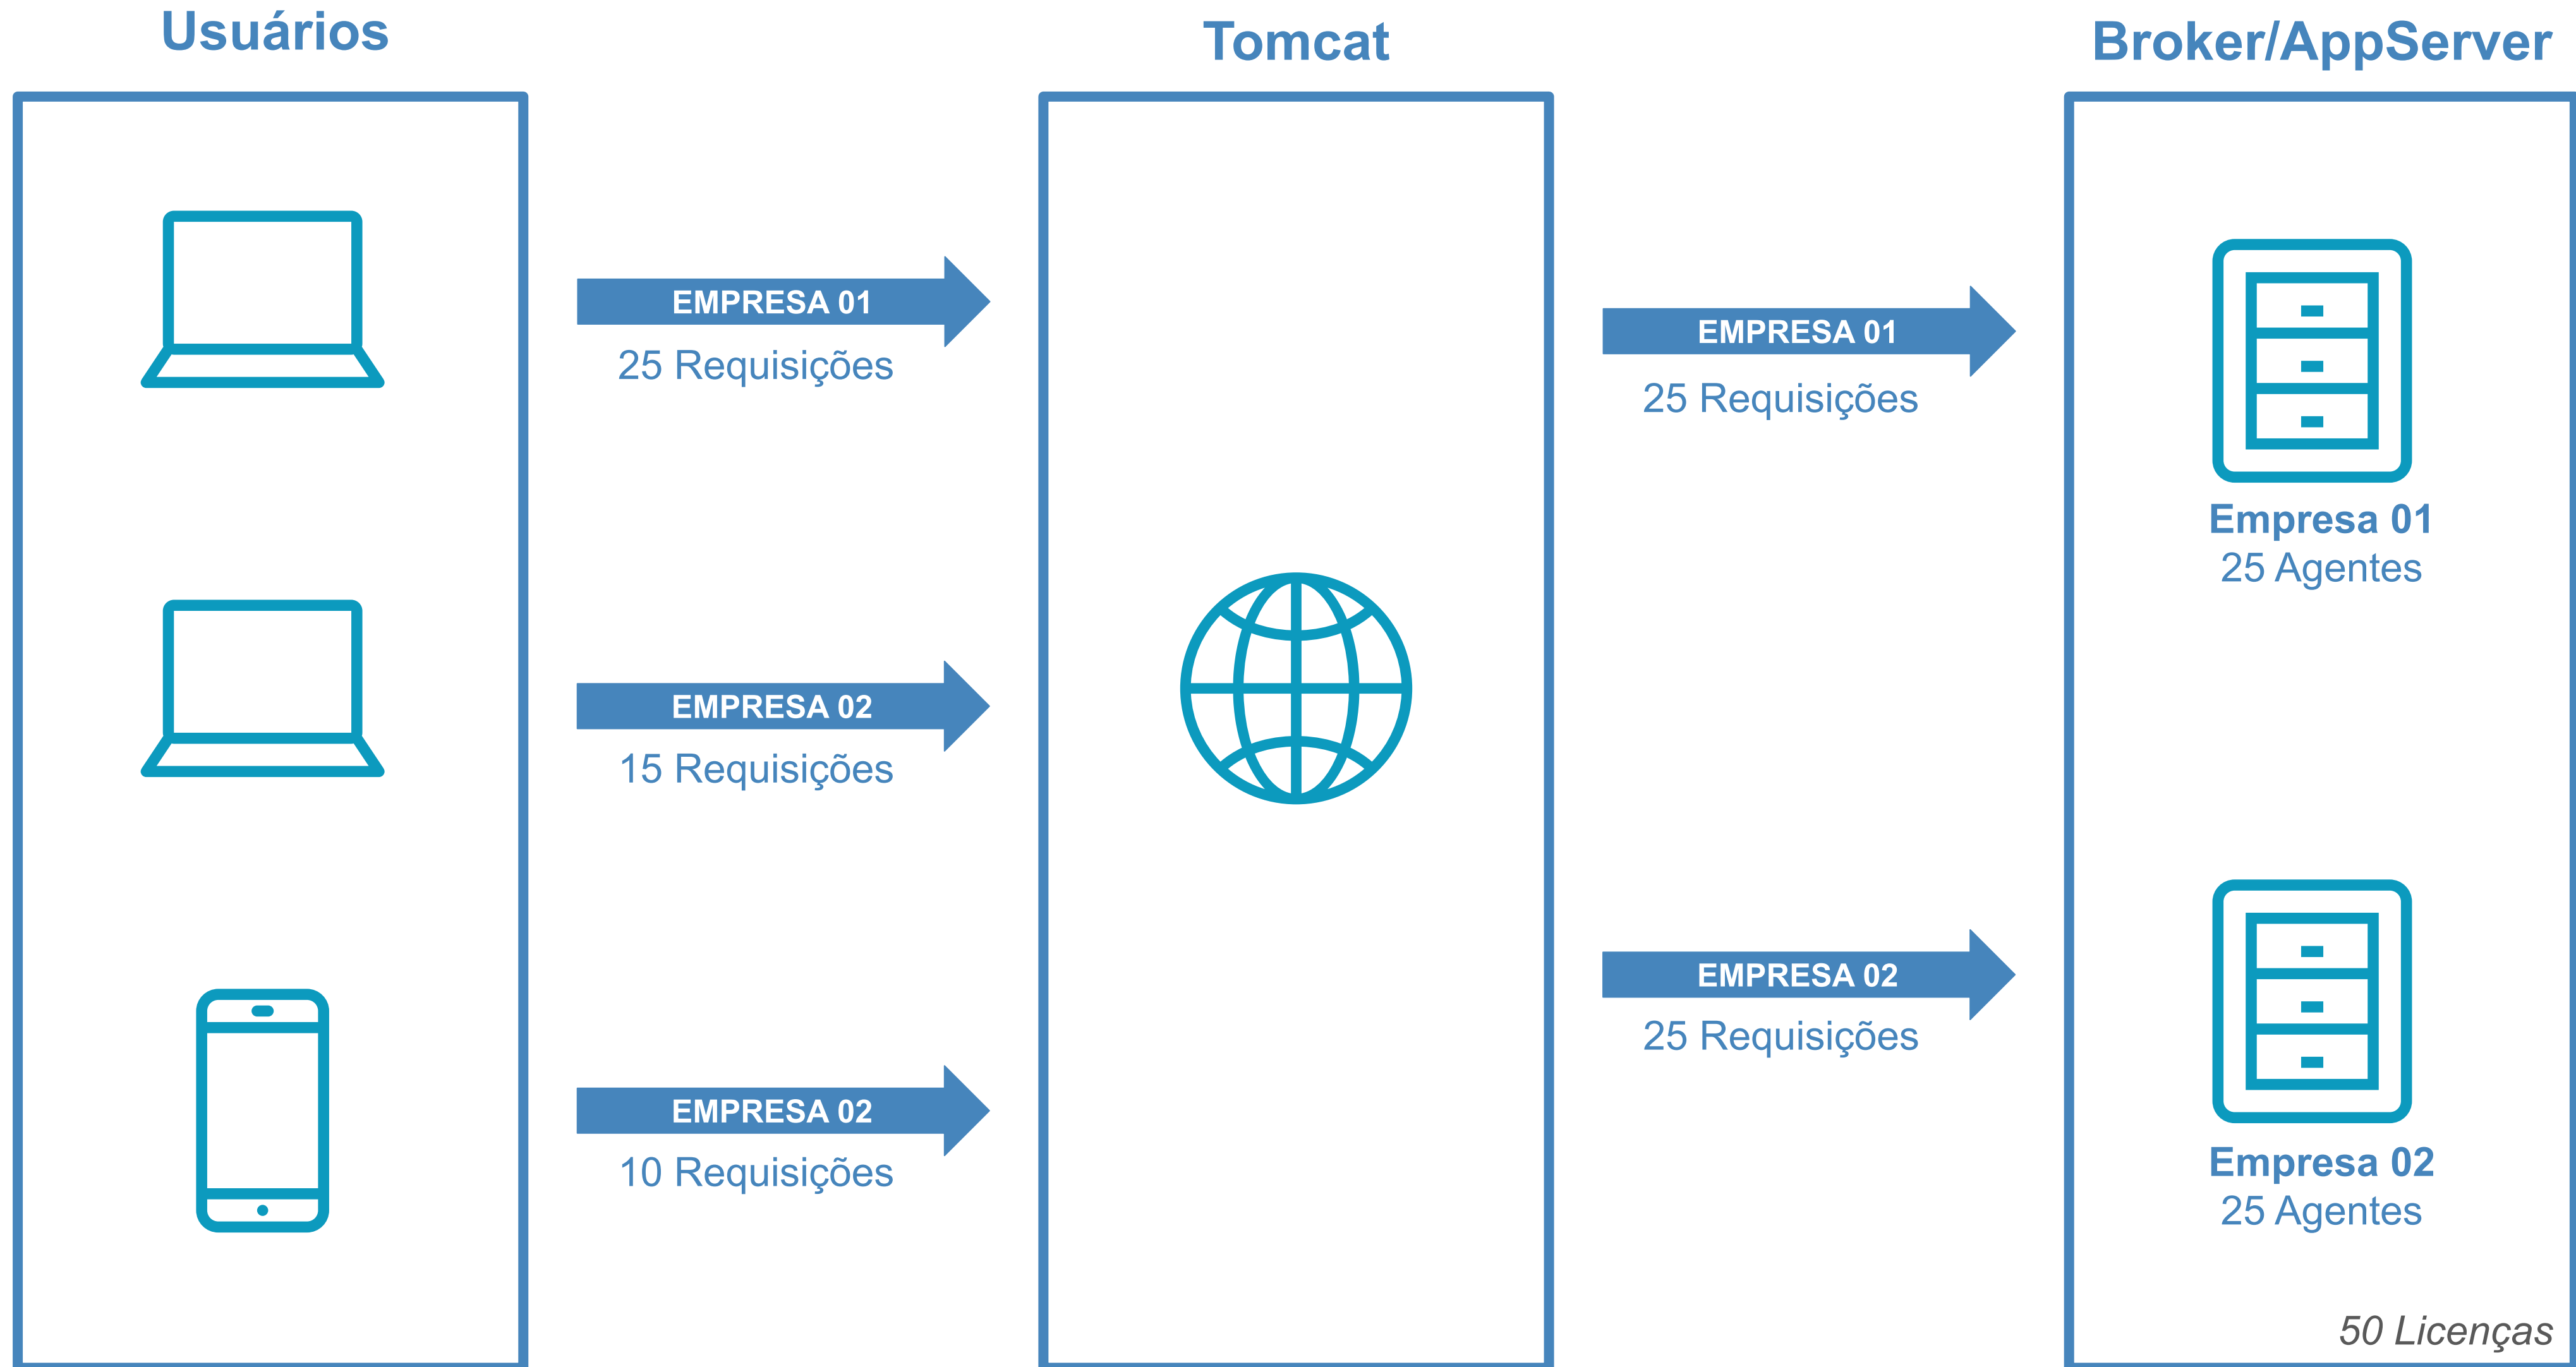 Usuários
Tomcat
Broker/AppServer
EMPRESA 01
25 Requisições
EMPRESA 02
15 Requisições
EMPRESA 02
10 Requisições
EMPRESA 01
25 Requisições
EMPRESA 02
25 Requisições
Empresa 01
25 Agentes
Empresa 02
25 Agentes
50 Licenças